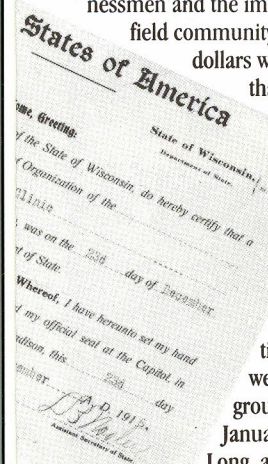 nessmen and the im
field community
dollars w
tha
States of America
ome, Greeting:
State of Wisconsin,
Department of State.
of the State of Wisconsin, do hereby certify that a
f Organization of the
Clinic
was on the 23d day of December
nt of State.
Whereof, I have hereunto set my hand
d my official seal at the Capitol, in
adison, this 23d day
ember A. D. 191
Assistant Secretary of State.
ti
we
grou
Janua
Long, a